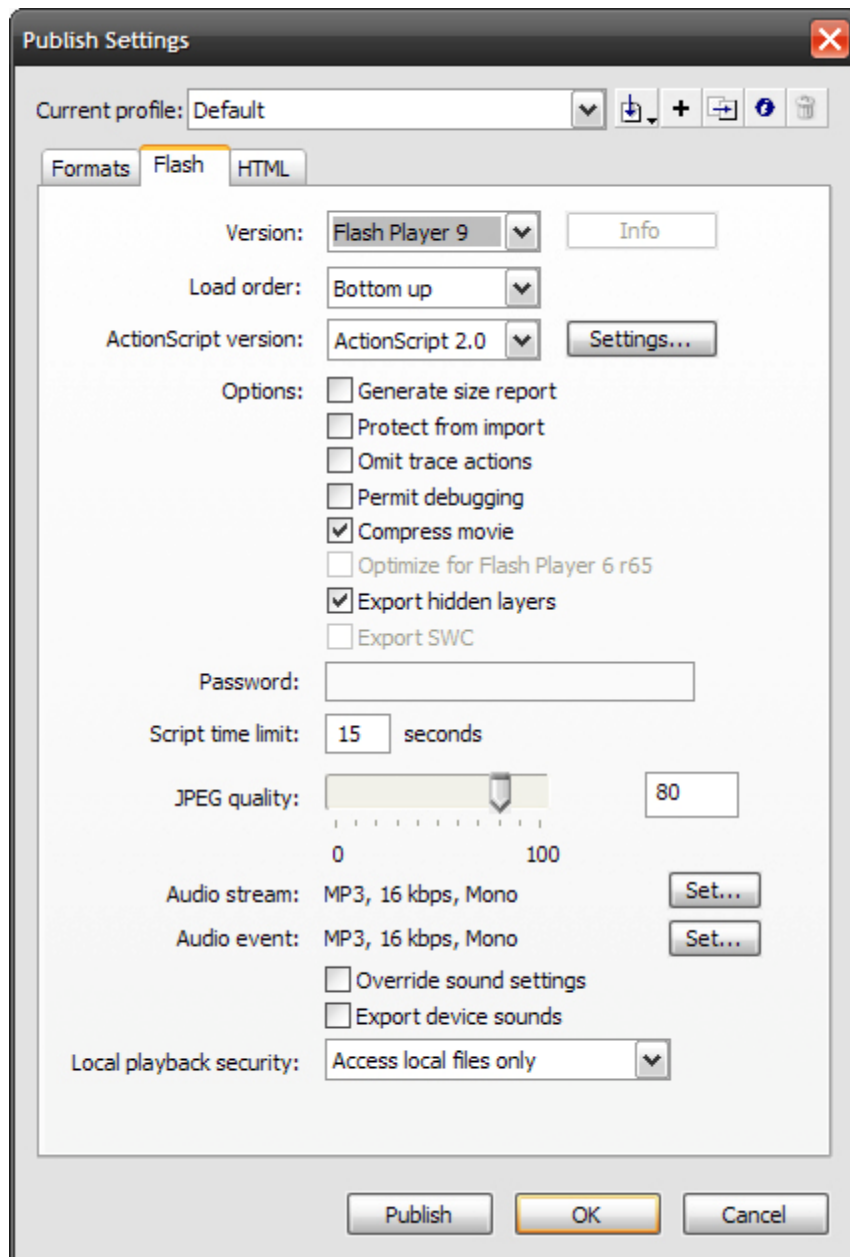 Publish Settings
Current profile: Default
Formats Flash HTML
Version: Flash Player 9 Info
Load order: Bottom up
ActionScript version: ActionScript 2.0 Settings...
Options: Generate size report
Protect from import
Omit trace actions
Permit debugging
Compress movie
Optimize for Flash Player 6 r65
Export hidden layers
Export SWC
Password:
Script time limit: 15 seconds
JPEG quality: 80
0 100
Audio stream: MP3, 16 kbps, Mono Set...
Audio event: MP3, 16 kbps, Mono Set...
Override sound settings
Export device sounds
Local playback security: Access local files only
Publish OK Cancel